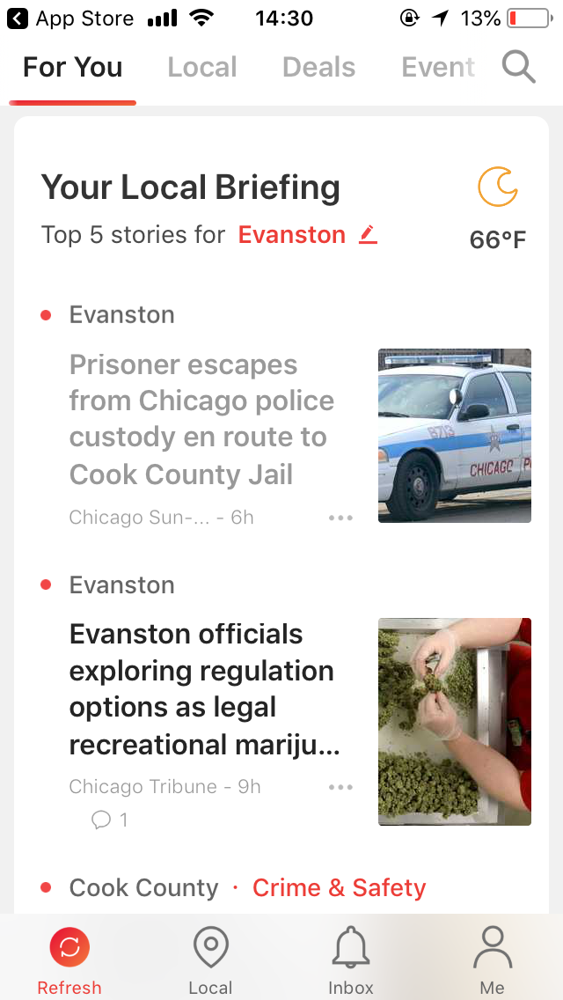 App Store 14:30 13%
For You Local Deals Event
Your Local Briefing
Top 5 stories for Evanston
66°F
Evanston
Prisoner escapes
from Chicago police
custody en route to
Cook County Jail
Chicago Sun-... - 6h
8713
CHICAGO P
Evanston
Evanston officials
exploring regulation
options as legal
recreational mariju...
Chicago Tribune - 9h
1
Cook County · Crime & Safety
Refresh Local Inbox Me